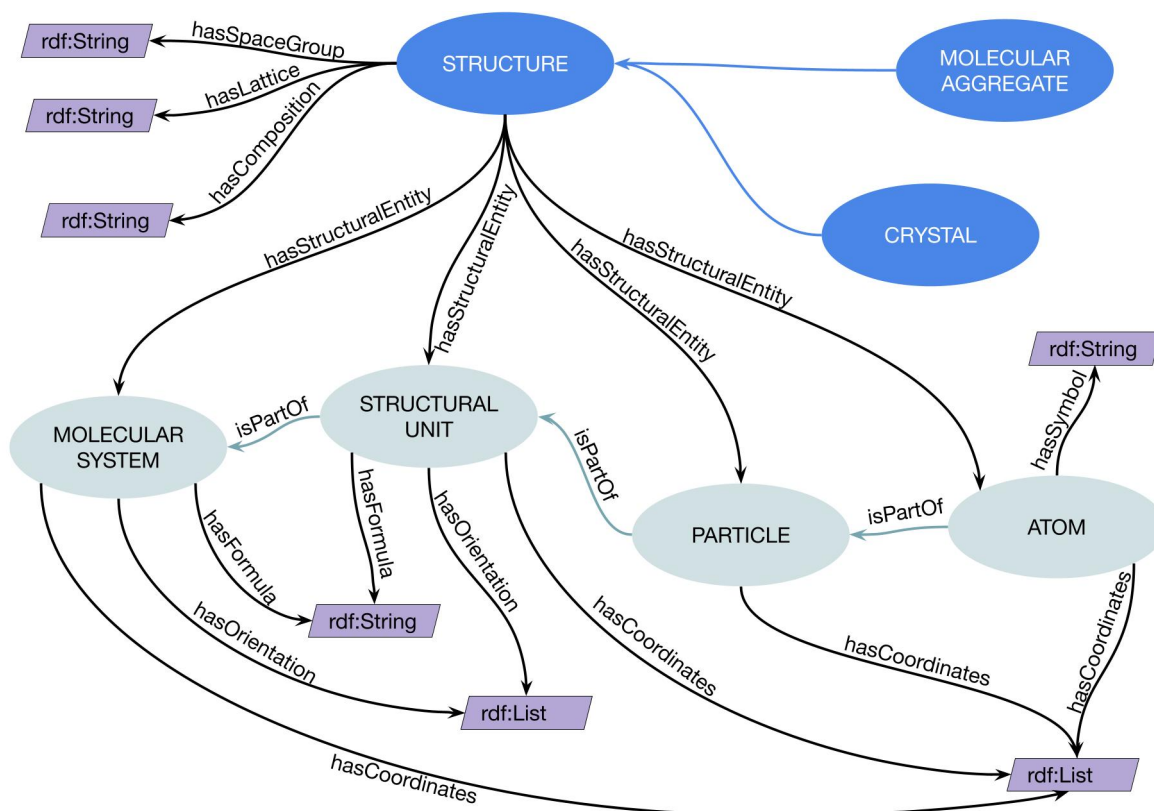 rdf:String
hasSpaceGroup
STRUCTURE
MOLECULAR
AGGREGATE
hasLattice
rdf:String
hasComposition
rdf:String
CRYSTAL
hasStructuralEntity
hasStructuralEntity
hasStructuralEntity
hasStructuralEntity
rdf:String
hasSymbol
MOLECULAR
SYSTEM
isPartOf
STRUCTURAL
UNIT
isPartOf
PARTICLE
isPartOf
ATOM
hasFormula
hasFormula
hasOrientation
hasOrientation
rdf:String
hasCoordinates
hasCoordinates
hasCoordinates
rdf:List
hasCoordinates
rdf:List